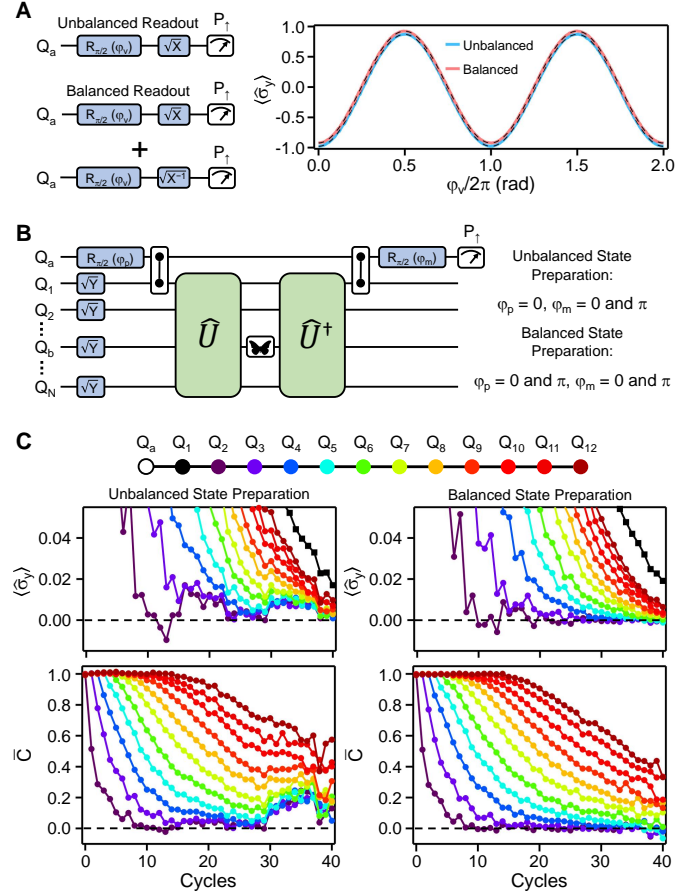 A
Unbalanced Readout
P↑
Qa
Rπ/2 (φv)
√X
Balanced Readout
P↑
Qa
Rπ/2 (φv)
√X
+
P↑
Qa
Rπ/2 (φv)
√X⁻¹
⟨σ̂y⟩
1.0
0.5
0.0
-0.5
-1.0
Unbalanced
Balanced
0.0 0.5 1.0 1.5 2.0
φv/2π (rad)
B
Qa
Rπ/2 (φp)
Rπ/2 (φm)
P↑
Q1
√Y
Q2
√Y
Qb
√Y
QN
√Y
Û
Û†
Unbalanced State
Preparation:
φp = 0, φm = 0 and π
Balanced State
Preparation:
φp = 0 and π, φm = 0 and π
C
Qa Q1 Q2 Q3 Q4 Q5 Q6 Q7 Q8 Q9 Q10 Q11 Q12
Unbalanced State Preparation
⟨σ̂y⟩
0.04
0.02
0.00
Balanced State Preparation
⟨σ̂y⟩
0.04
0.02
0.00
C̄
1.0
0.8
0.6
0.4
0.2
0.0
0 10 20 30 40
Cycles
C̄
1.0
0.8
0.6
0.4
0.2
0.0
0 10 20 30 40
Cycles